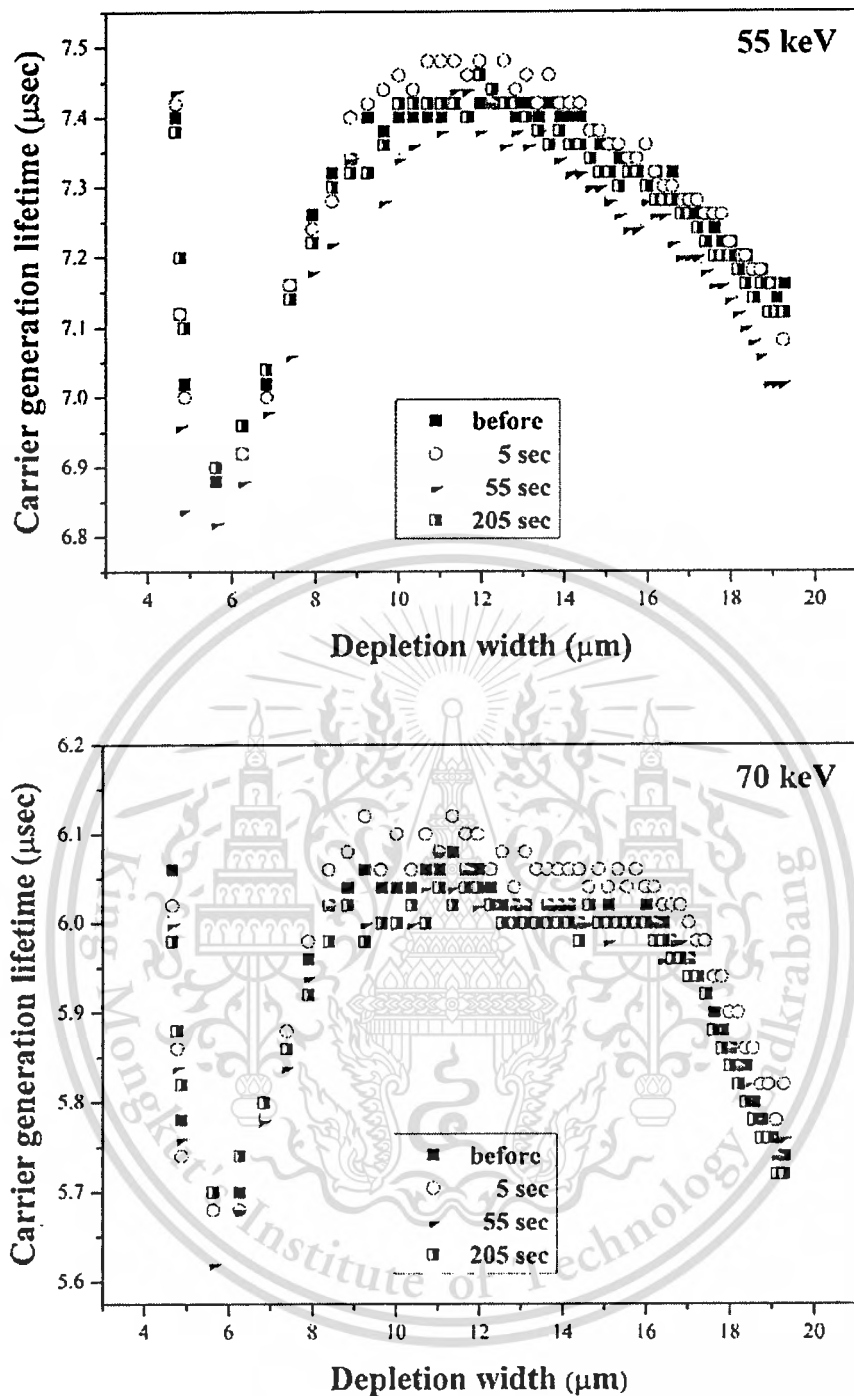 55 keV
Carrier generation lifetime (μsec)
7.5
7.4
7.3
7.2
7.1
7.0
6.9
6.8
before
5 sec
55 sec
205 sec
4 6 8 10 12 14 16 18 20
Depletion width (μm)
70 keV
Carrier generation lifetime (μsec)
6.2
6.1
6.0
5.9
5.8
5.7
5.6
before
5 sec
55 sec
205 sec
4 6 8 10 12 14 16 18 20
Depletion width (μm)
King Mongkut's Institute of Technology Ladkrabang